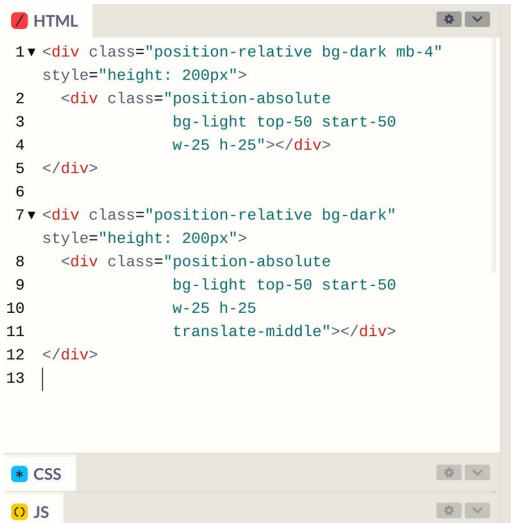 HTML
1 <div class="position-relative bg-dark mb-4"
style="height: 200px">
2 <div class="position-absolute
3 bg-light top-50 start-50
4 w-25 h-25"></div>
5 </div>
6
7 <div class="position-relative bg-dark"
style="height: 200px">
8 <div class="position-absolute
9 bg-light top-50 start-50
10 w-25 h-25
11 translate-middle"></div>
12 </div>
13
CSS
JS